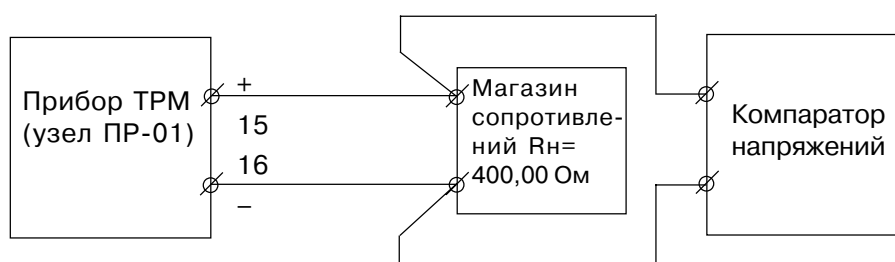 Прибор ТРМ
(узел ПР-01)
+
15
16
–
Магазин
сопротивле-
ний Rн=
400,00 Ом
Компаратор
напряжений